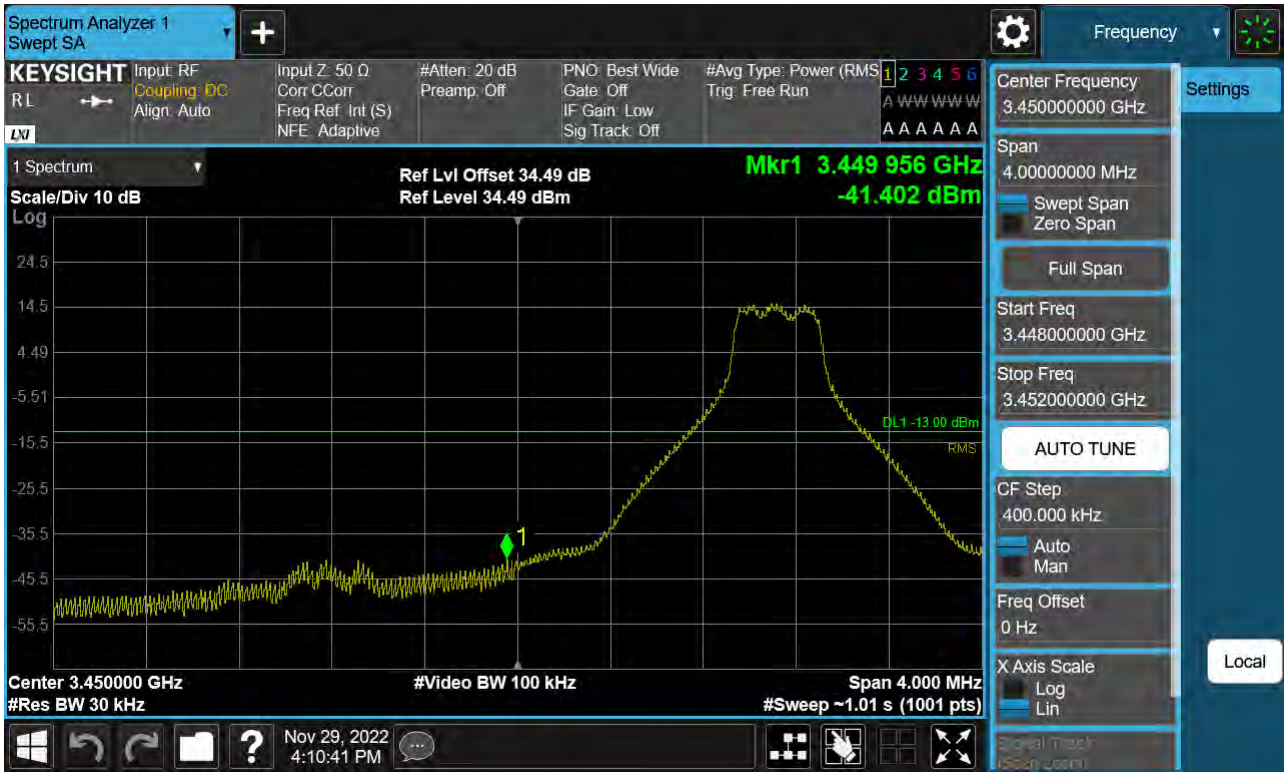 Spectrum Analyzer 1
Swept SA
Frequency
KEYSIGHT
RL
LXI
Input: RF
Coupling: DC
Align: Auto
Input Z: 50 Ω
Corr CCorr
Freq Ref: Int (S)
NFE: Adaptive
#Atten: 20 dB
Preamp: Off
PNO: Best Wide
Gate: Off
IF Gain: Low
Sig Track: Off
#Avg Type: Power (RMS
Trig: Free Run
1 2 3 4 5 6
A W W W W W
A A A A A A
1 Spectrum
Scale/Div 10 dB
Log
Ref Lvl Offset 34.49 dB
Ref Level 34.49 dBm
Mkr1 3.449 956 GHz
-41.402 dBm
24.5
14.5
4.49
-5.51
-15.5
-25.5
-35.5
-45.5
-55.5
DL1 -13.00 dBm
RMS
1
Center 3.450000 GHz
#Res BW 30 kHz
#Video BW 100 kHz
Span 4.000 MHz
#Sweep ~1.01 s (1001 pts)
Center Frequency
3.450000000 GHz
Settings
Span
4.00000000 MHz
Swept Span
Zero Span
Full Span
Start Freq
3.448000000 GHz
Stop Freq
3.452000000 GHz
AUTO TUNE
CF Step
400.000 kHz
Auto
Man
Freq Offset
0 Hz
X Axis Scale
Log
Lin
Local
Signal Track
(Span Zoom)
?
Nov 29, 2022
4:10:41 PM